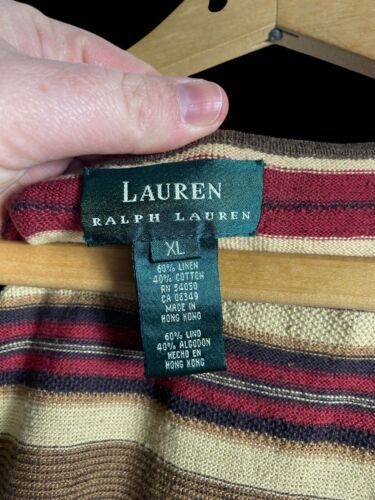 LAUREN
RALPH LAUREN
XL
60% LINEN
40% COTTON
RN 54050
CA 08349
MADE IN
HONG KONG
60% LINO
40% ALGODON
HECHO EN
HONG KONG